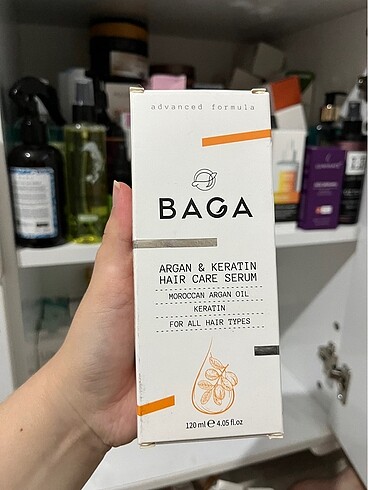 advanced formula
BAGA
ARGAN & KERATIN
HAIR CARE SERUM
MOROCCAN ARGAN OIL
KERATIN
FOR ALL HAIR TYPES
120 ml ℮ 4.05 fl.oz